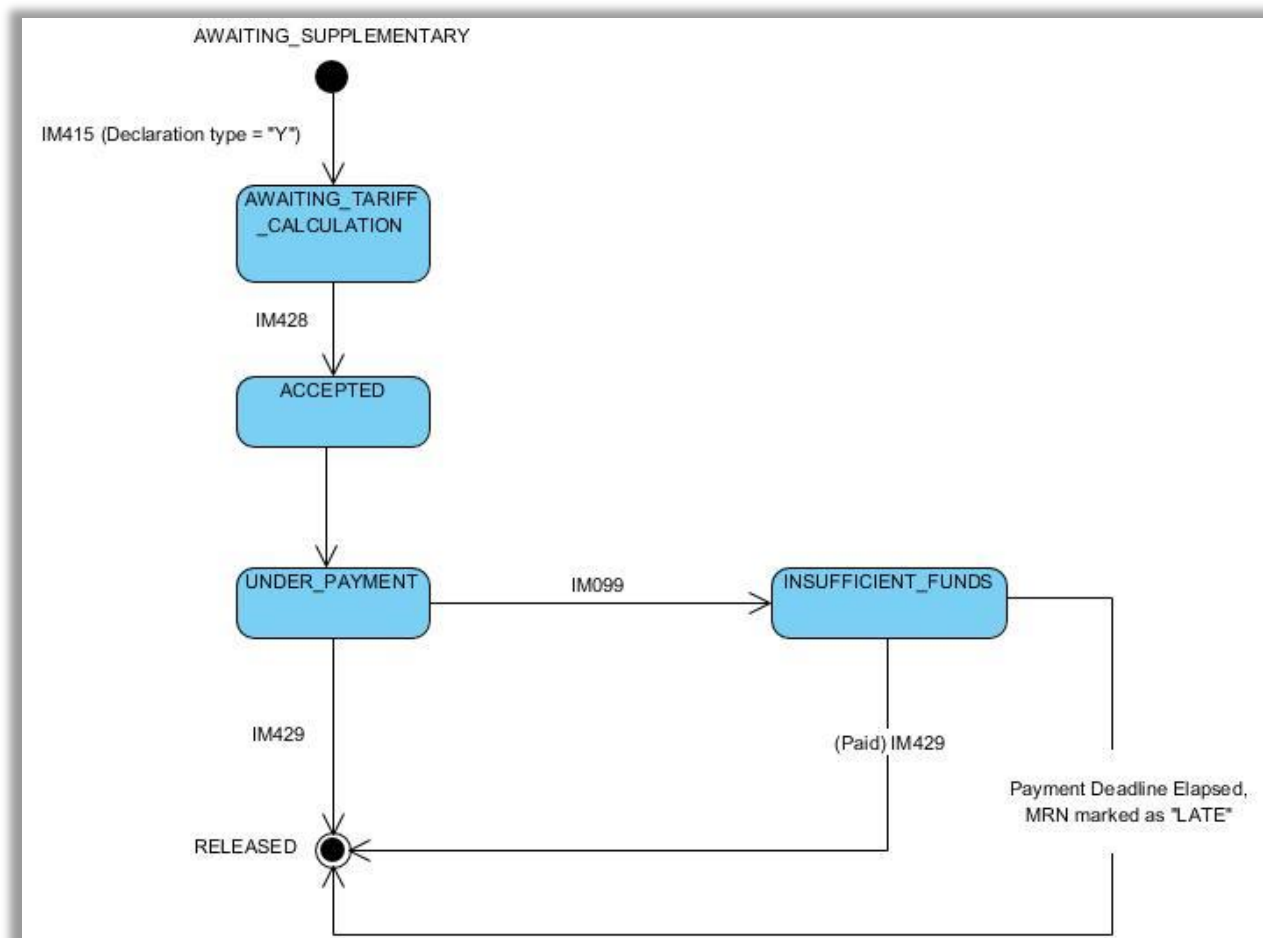 AWAITING_SUPPLEMENTARY
IM415 (Declaration type = "Y")
AWAITING_TARIFF
_CALCULATION
IM428
ACCEPTED
UNDER_PAYMENT
IM099
INSUFFICIENT_FUNDS
IM429
(Paid) IM429
Payment Deadline Elapsed,
MRN marked as "LATE"
RELEASED